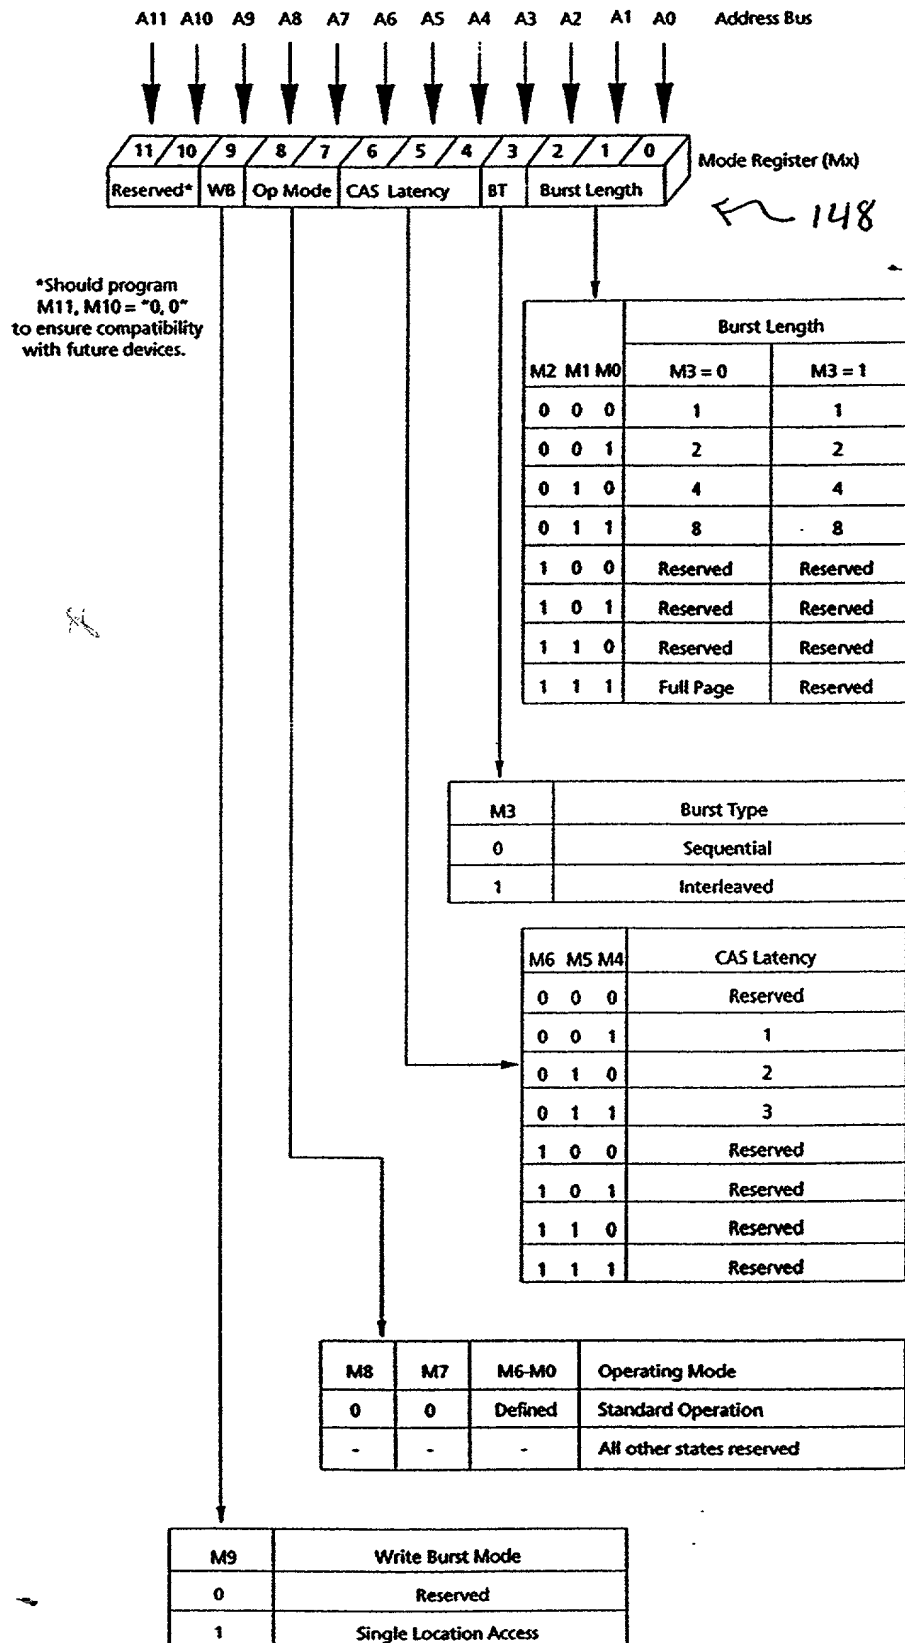 A11 A10 A9 A8 A7 A6 A5 A4 A3 A2 A1 A0 Address Bus
11 10 9 8 7 6 5 4 3 2 1 0
Mode Register (Mx)
Reserved* WB Op Mode CAS Latency BT Burst Length
148
*Should program
M11, M10 = "0, 0"
to ensure compatibility
with future devices.
Burst Length
M2 M1 M0 M3 = 0 M3 = 1
0 0 0 1 1
0 0 1 2 2
0 1 0 4 4
0 1 1 8 8
1 0 0 Reserved Reserved
1 0 1 Reserved Reserved
1 1 0 Reserved Reserved
1 1 1 Full Page Reserved
M3 Burst Type
0 Sequential
1 Interleaved
M6 M5 M4 CAS Latency
0 0 0 Reserved
0 0 1 1
0 1 0 2
0 1 1 3
1 0 0 Reserved
1 0 1 Reserved
1 1 0 Reserved
1 1 1 Reserved
M8 M7 M6-M0 Operating Mode
0 0 Defined Standard Operation
- - - All other states reserved
M9 Write Burst Mode
0 Reserved
1 Single Location Access